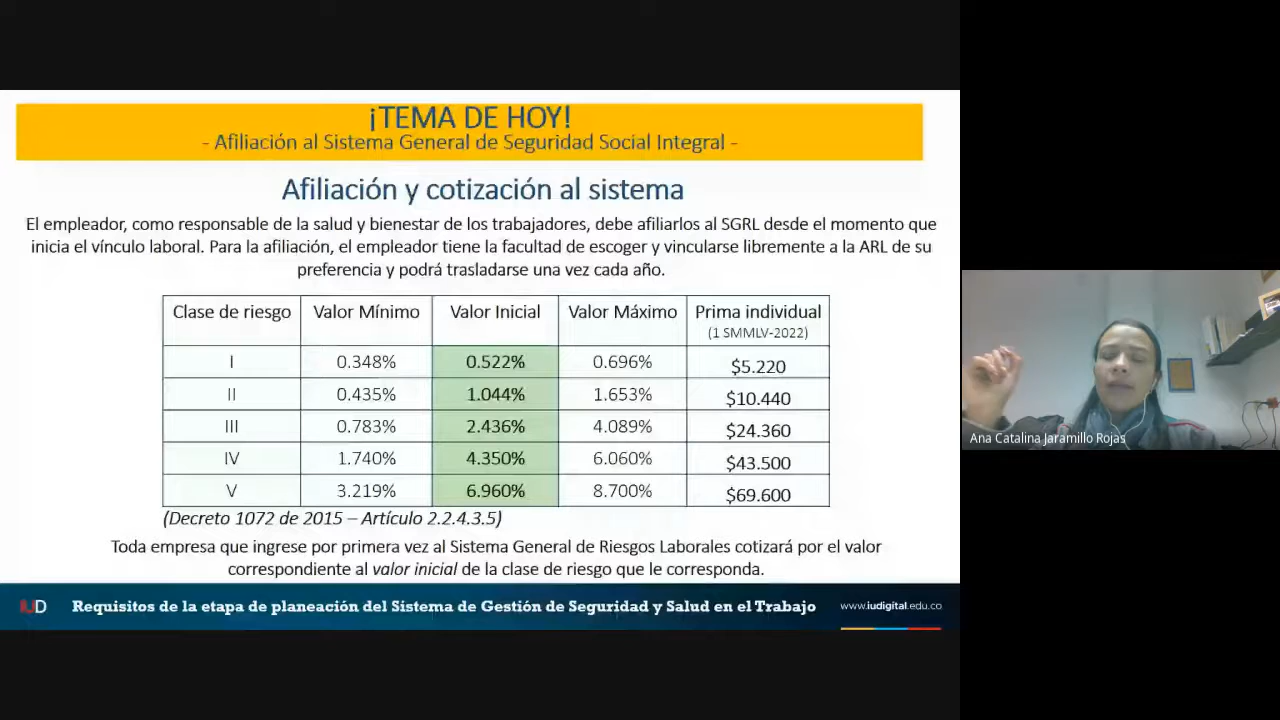 ¡TEMA DE HOY!
- Afiliación al Sistema General de Seguridad Social Integral -
Afiliación y cotización al sistema
El empleador, como responsable de la salud y bienestar de los trabajadores, debe afiliarlos al SGRL desde el momento que
inicia el vínculo laboral. Para la afiliación, el empleador tiene la facultad de escoger y vincularse libremente a la ARL de su
preferencia y podrá trasladarse una vez cada año.
Clase de riesgo Valor Mínimo Valor Inicial Valor Máximo Prima individual
(1 SMMLV-2022)
I 0.348% 0.522% 0.696% $5.220
II 0.435% 1.044% 1.653% $10.440
III 0.783% 2.436% 4.089% $24.360
IV 1.740% 4.350% 6.060% $43.500
V 3.219% 6.960% 8.700% $69.600
(Decreto 1072 de 2015 – Artículo 2.2.4.3.5)
Toda empresa que ingrese por primera vez al Sistema General de Riesgos Laborales cotizará por el valor
correspondiente al valor inicial de la clase de riesgo que le corresponda.
IUD Requisitos de la etapa de planeación del Sistema de Gestión de Seguridad y Salud en el Trabajo www.iudigital.edu.co
Ana Catalina Jaramillo Rojas